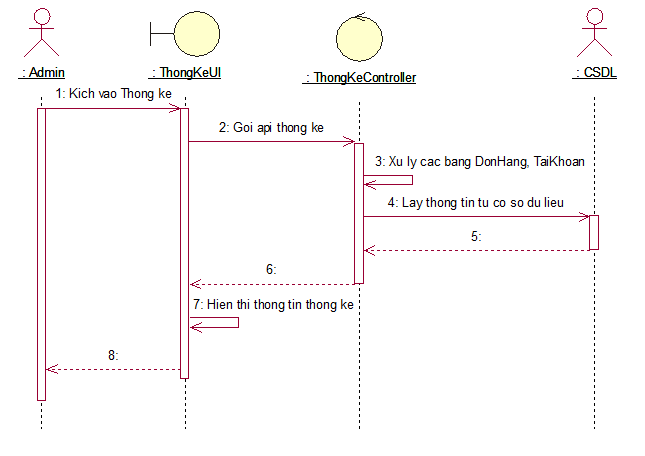 : Admin
: ThongKeUI
: ThongKeController
: CSDL
1: Kich vao Thong ke
2: Goi api thong ke
3: Xu ly cac bang DonHang, TaiKhoan
4: Lay thong tin tu co so du lieu
5:
6:
7: Hien thi thong tin thong ke
8: